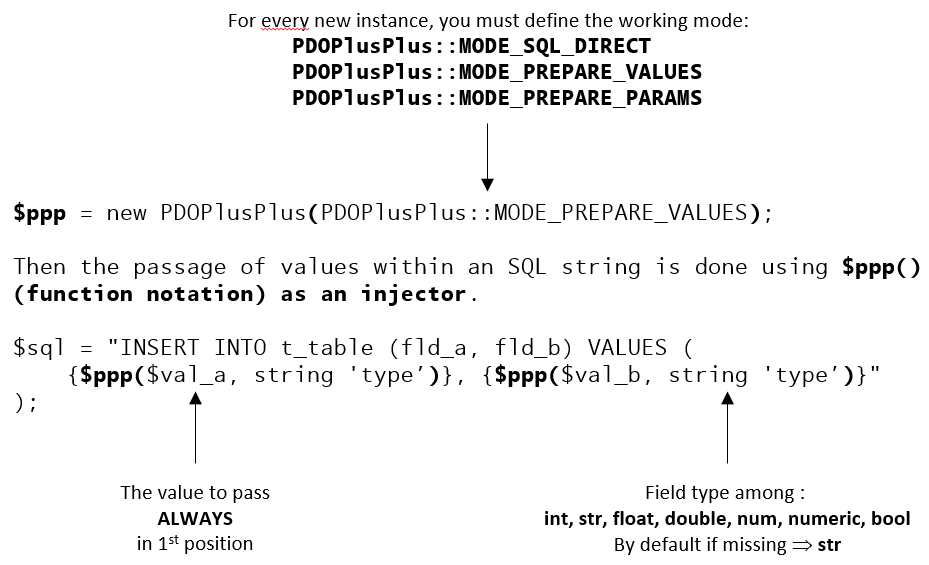 For every new instance, you must define the working mode:
PDOPlusPlus::MODE_SQL_DIRECT
PDOPlusPlus::MODE_PREPARE_VALUES
PDOPlusPlus::MODE_PREPARE_PARAMS
$ppp = new PDOPlusPlus(PDOPlusPlus::MODE_PREPARE_VALUES);
Then the passage of values within an SQL string is done using $ppp()
(function notation) as an injector.
$sql = "INSERT INTO t_table (fld_a, fld_b) VALUES (
{$ppp($val_a, string 'type’)}, {$ppp($val_b, string 'type’)}"
);
The value to pass
ALWAYS
in 1st position
Field type among :
int, str, float, double, num, numeric, bool
By default if missing ⇒ str